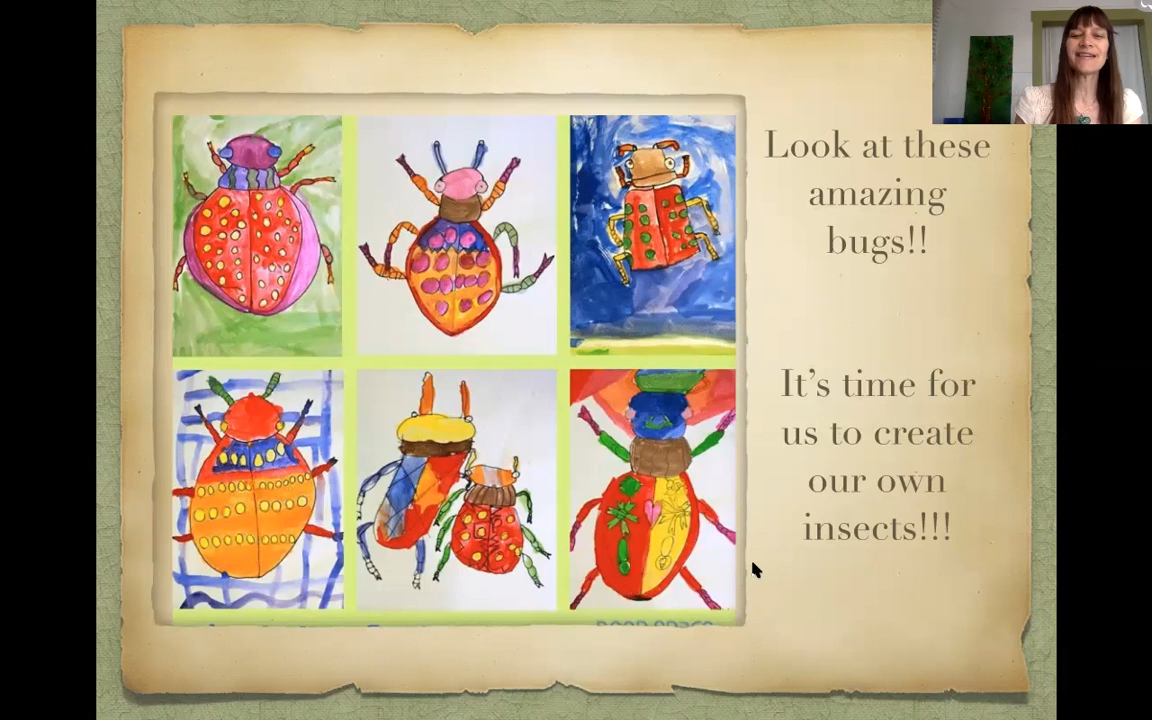 Look at these
amazing
bugs!!
It's time for
us to create
our own
insects!!!